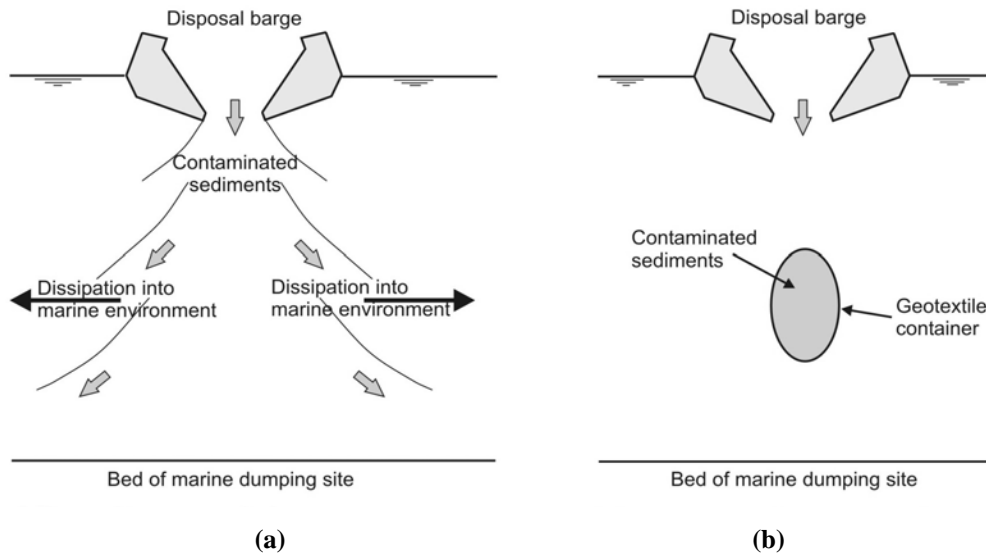 Disposal barge
Contaminated
sediments
Dissipation into
marine environment
Dissipation into
marine environment
Bed of marine dumping site
(a)
Disposal barge
Contaminated
sediments
Geotextile
container
Bed of marine dumping site
(b)